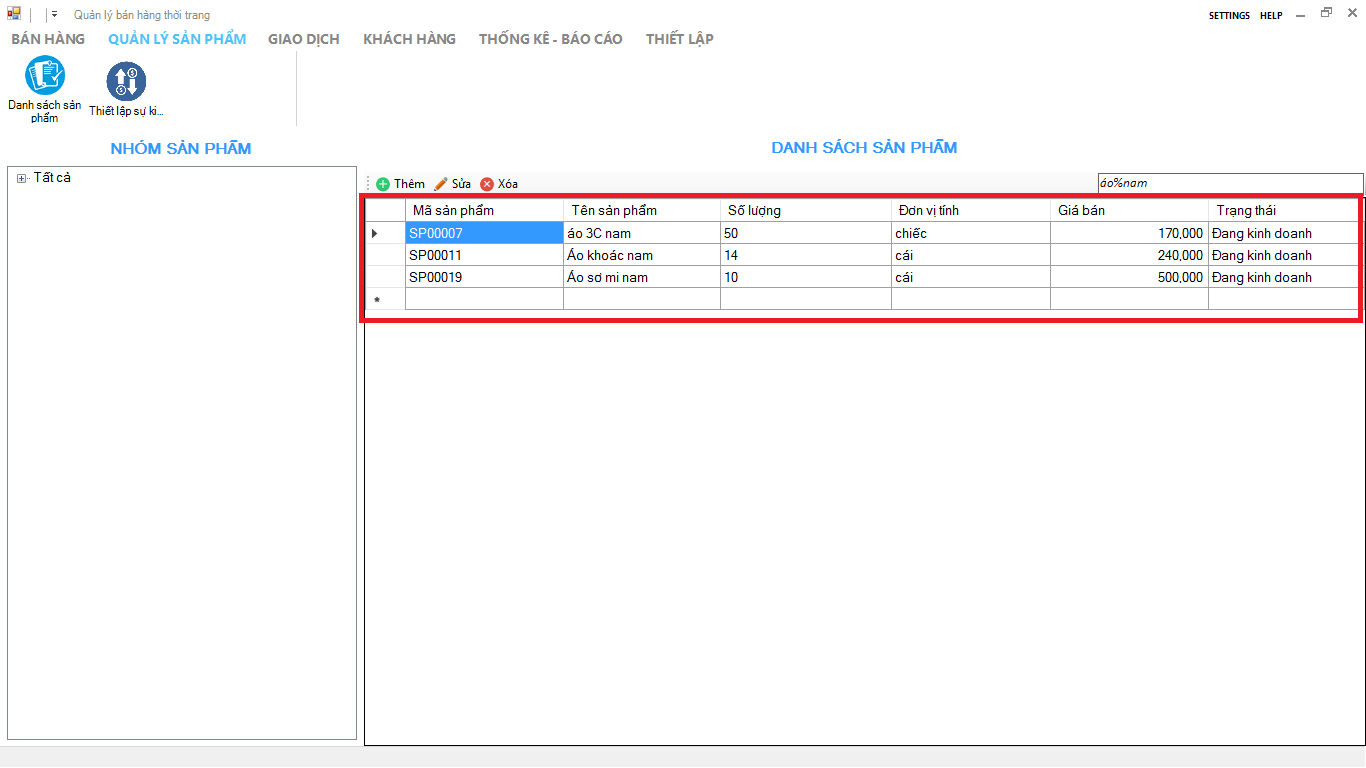 Quản lý bán hàng thời trang
SETTINGS HELP
BÁN HÀNG QUẢN LÝ SẢN PHẨM GIAO DỊCH KHÁCH HÀNG THỐNG KÊ - BÁO CÁO THIẾT LẬP
Danh sách sản
phẩm
Thiết lập sự ki...
NHÓM SẢN PHẨM
DANH SÁCH SẢN PHẨM
Tất cả
Thêm Sửa Xóa
áo%nam
Mã sản phẩm Tên sản phẩm Số lượng Đơn vị tính Giá bán Trạng thái
SP00007 áo 3C nam 50 chiếc 170,000 Đang kinh doanh
SP00011 Áo khoác nam 14 cái 240,000 Đang kinh doanh
SP00019 Áo sơ mi nam 10 cái 500,000 Đang kinh doanh